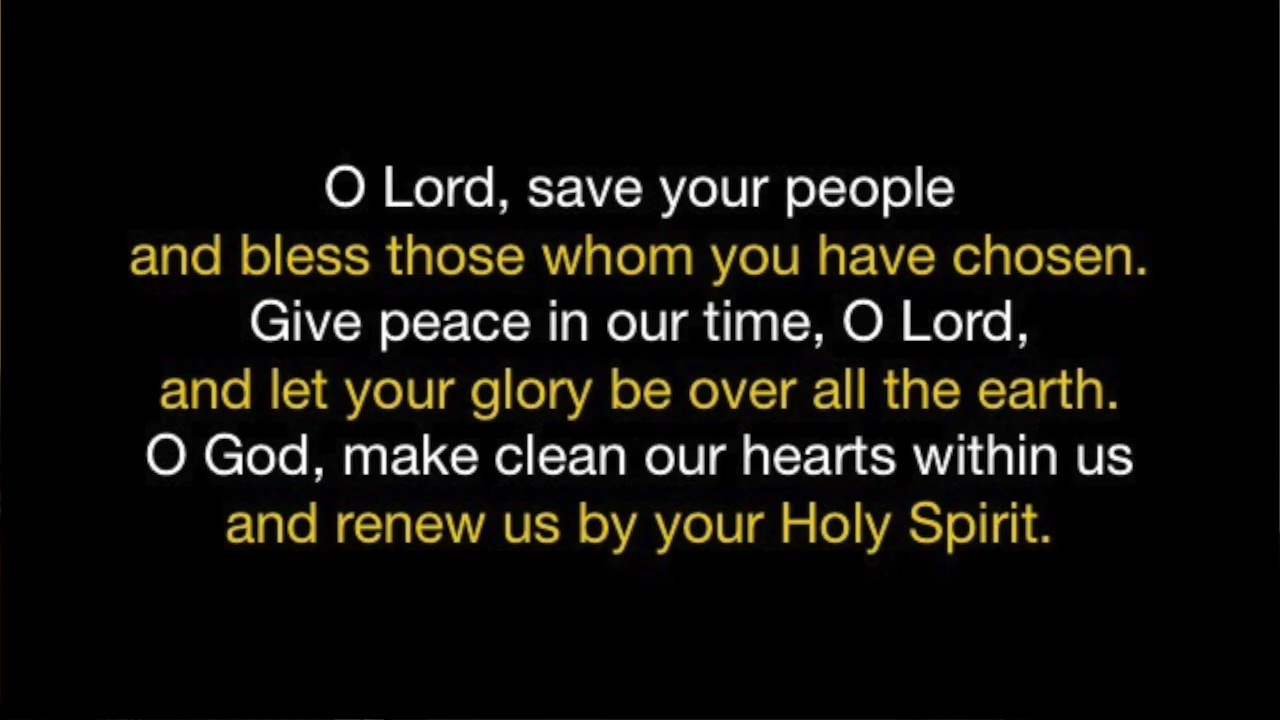 O Lord, save your people
and bless those whom you have chosen.
Give peace in our time, O Lord,
and let your glory be over all the earth.
O God, make clean our hearts within us
and renew us by your Holy Spirit.